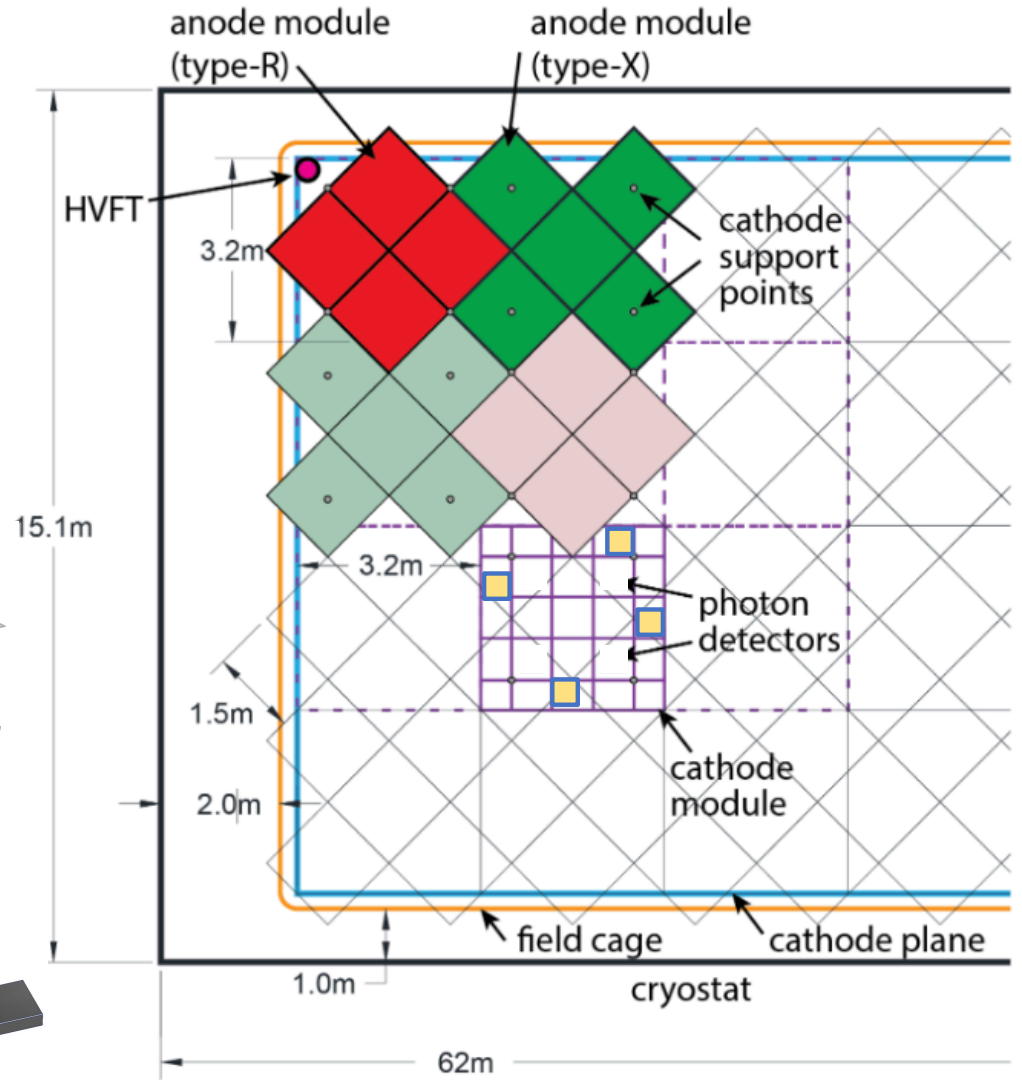 anode module
(type-R)
anode module
(type-X)
HVFT
3.2m
cathode
support
points
15.1m
3.2m
photon
detectors
1.5m
cathode
module
2.0m
field cage
cathode plane
1.0m
cryostat
62m